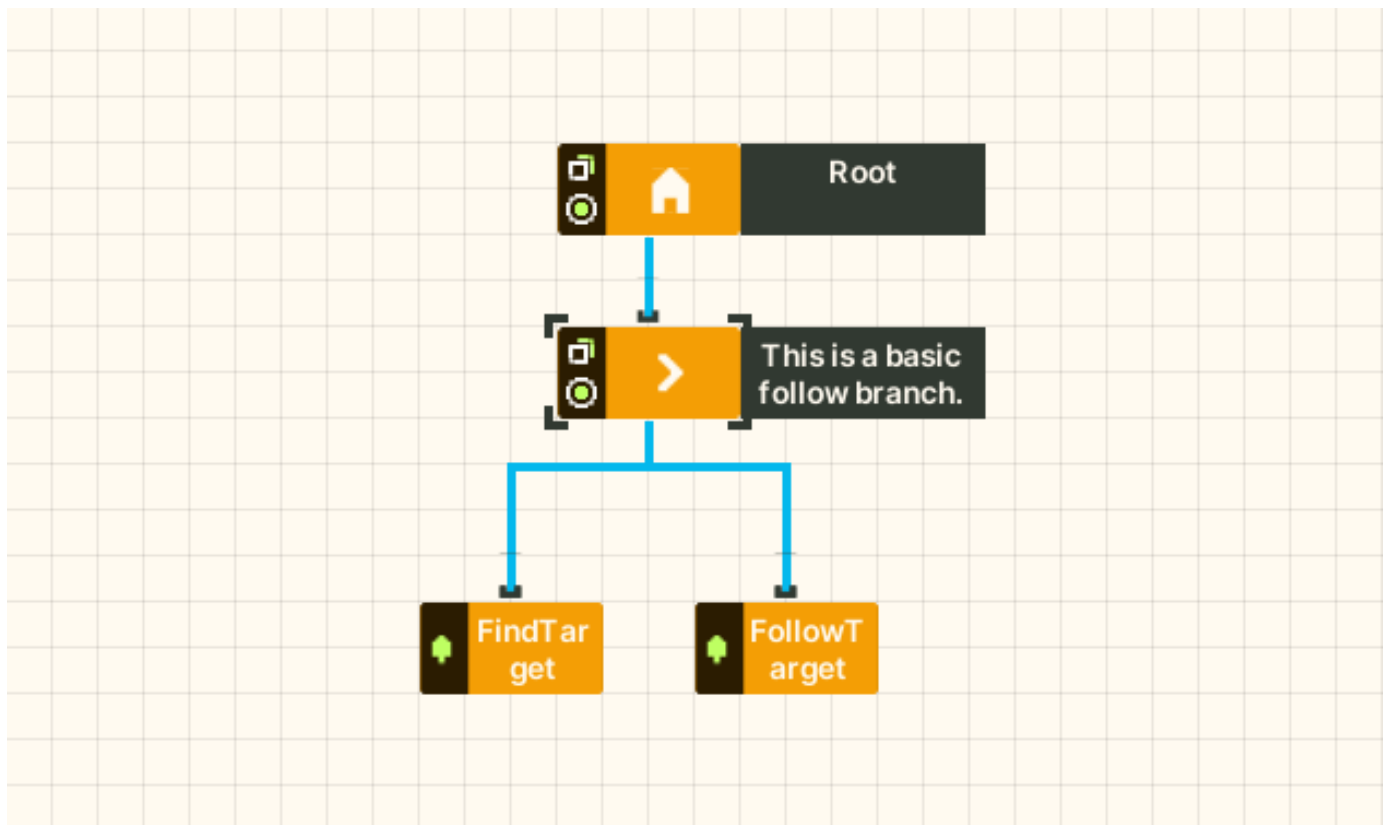 Root
This is a basic
follow branch.
FindTar
get
FollowT
arget